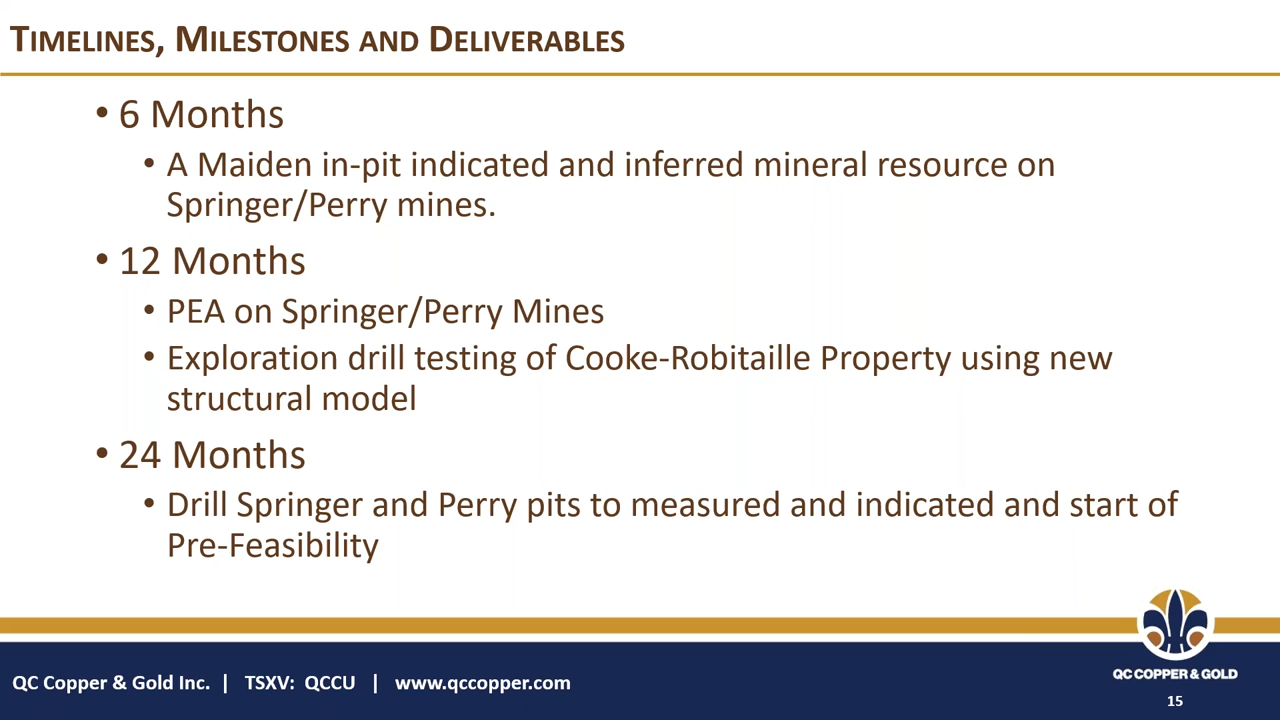 TIMELINES, MILESTONES AND DELIVERABLES
• 6 Months
• A Maiden in-pit indicated and inferred mineral resource on
Springer/Perry mines.
• 12 Months
• PEA on Springer/Perry Mines
• Exploration drill testing of Cooke-Robitaille Property using new
structural model
• 24 Months
• Drill Springer and Perry pits to measured and indicated and start of
Pre-Feasibility
QC Copper & Gold Inc. | TSXV: QCCU | www.qccopper.com
QC COPPER & GOLD
15